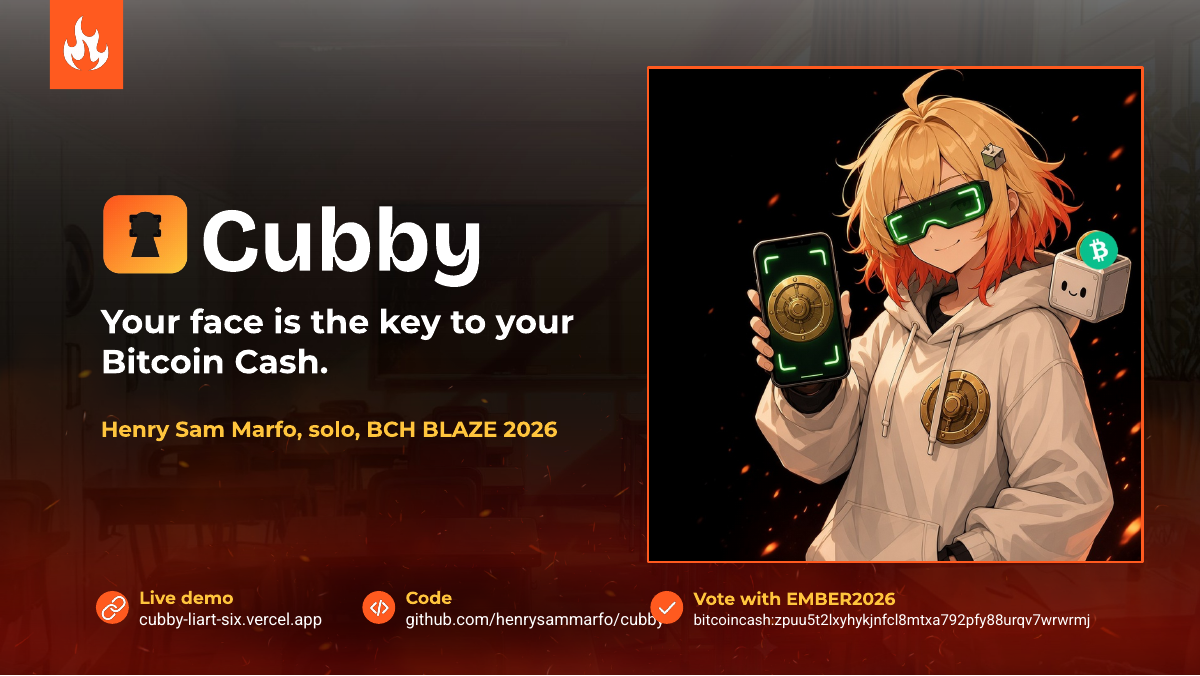 Cubby
Your face is the key to your
Bitcoin Cash.
Henry Sam Marfo, solo, BCH BLAZE 2026
Live demo
cubby-liart-six.vercel.app
Code
github.com/henrysammarfo/cubby
Vote with EMBER2026
bitcoincash:zpuu5t2lxyhykjnfcl8mtxa792pfy88urqv7wrwrmj